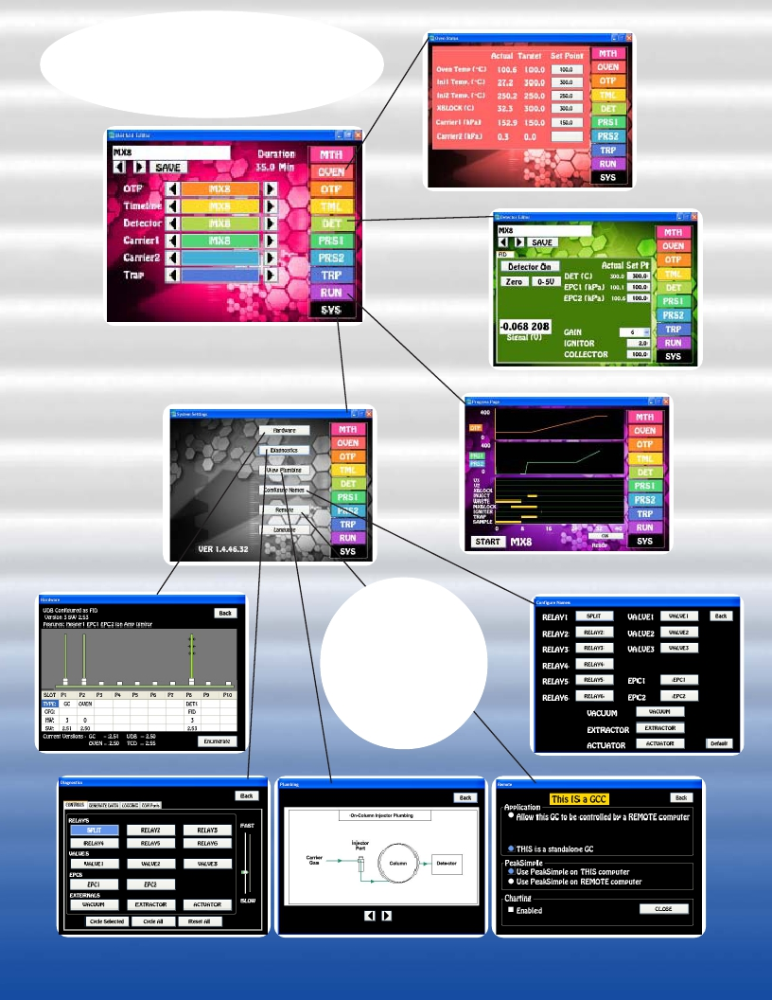 Oven Status
Actual Target Set Point
Oven Temp (°C) 100.6 100.0 100.0
Inj1 Temp. (°C) 27.2 300.0 300.0
Inj2 Temp. (°C) 250.2 250.0 250.0
XBLOCK (C) 32.3 300.0 300.0
Carrier1 (kPa) 152.9 150.0 150.0
Carrier2 (kPa) 0.3 0.0
MTH
OVEN
OTP
TML
DET
PRS1
PRS2
TRP
RUN
SYS
Method Editor
MX8
SAVE
Duration
35.0 Min
OTP MX8
Timeline MX8
Detector MX8
Carrier1 MX8
Carrier2
Trap
MTH
OVEN
OTP
TML
DET
PRS1
PRS2
TRP
RUN
SYS
Detector Editor
MX8
SAVE
FID
Detector On
Zero 0-5V
Actual Set Pt
DET (C) 300.0 300.0
EPC1 (kPa) 100.1 100.0
EPC2 (kPa) 100.6 100.0
-0.068 208
Signal (V)
GAIN 6
IGNITOR 2.0
COLLECTOR 100.0
MTH
OVEN
OTP
TML
DET
PRS1
PRS2
TRP
RUN
SYS
System Settings
Hardware
Diagnostics
View Plumbing
Configure Names
Remote
Language
VER 1.4.46.32
MTH
OVEN
OTP
TML
DET
PRS1
PRS2
TRP
RUN
SYS
Progress Page
400
OTP
0
400
PRS1
PRS2
0
V3
V2
XBLOCK
INJECT
WASTE
MXBLOCK
IGNITER
TRAP
SAMPLE
0 8 16 24 32 40
START MX8
Ready
MTH
OVEN
OTP
TML
DET
PRS1
PRS2
TRP
RUN
SYS
Hardware
UDB Configured as FID
Version 3 SW 2.53
Features: Heater1 EPC1 EPC2 Ion Amp Ignitor
Back
SLOT P1 P2 P3 P4 P5 P6 P7 P8 P9 P10
TYPE: GC OVEN DET1
CFG: FID
HW: 3 0 3
SW: 2.51 2.50 2.53
Current Versions - GC - 2.51 UDB - 2.50
OVEN - 2.50 TCD - 2.55
Enumerate
Configure Names
RELAY1 SPLIT VALVE1 VALVE1 Back
RELAY2 RELAY2 VALVE2 VALVE2
RELAY3 RELAY3 VALVE3 VALVE3
RELAY4 RELAY4
RELAY5 RELAY5 EPC1 EPC1
RELAY6 RELAY6 EPC2 EPC2
VACUUM VACUUM
EXTRACTOR EXTRACTOR
ACTUATOR ACTUATOR Default
Diagnostics
Back
CONTROLS GENERATE DATA LOGGING COM Ports
RELAYS
SPLIT RELAY2 RELAY3
RELAY4 RELAY5 RELAY6
VALVES
VALVE1 VALVE2 VALVE3
EPCS
EPC1 EPC2
EXTERNALS
VACUUM EXTRACTOR ACTUATOR
Cycle Selected Cycle All Reset All
FAST
SLOW
Plumbing
Back
On-Column Injector Plumbing
Injector
Port
Carrier
Gas
Column
Detector
Remote
This IS a GCC
Back
Application
Allow this GC to be controlled by a REMOTE computer
THIS is a standalone GC
PeakSimple
Use PeakSimple on THIS computer
Use PeakSimple on REMOTE computer
Charting
Enabled
CLOSE